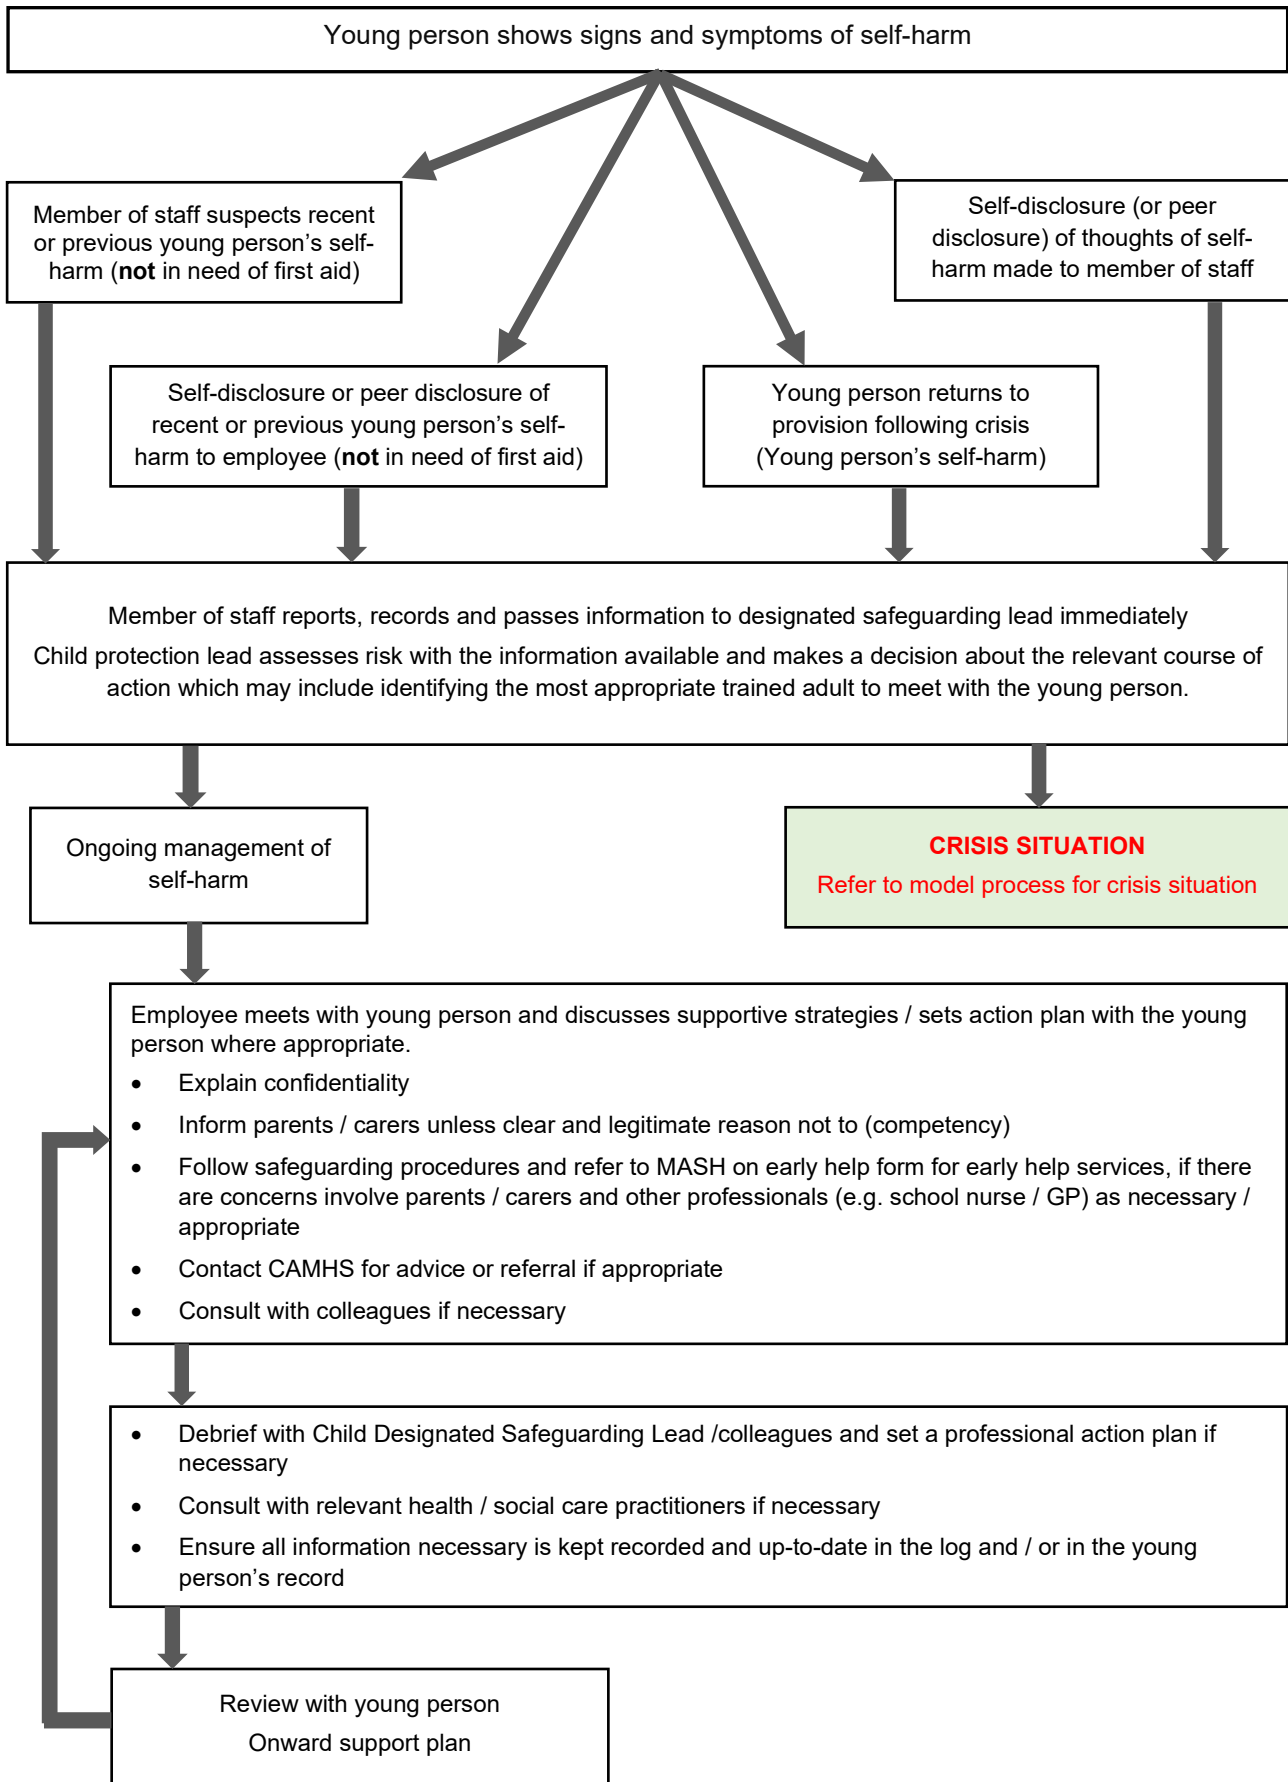 Young person shows signs and symptoms of self-harm
Member of staff suspects recent
or previous young person’s self-
harm (not in need of first aid)
Self-disclosure (or peer
disclosure) of thoughts of self-
harm made to member of staff
Self-disclosure or peer disclosure of
recent or previous young person’s self-
harm to employee (not in need of first aid)
Young person returns to
provision following crisis
(Young person’s self-harm)
Member of staff reports, records and passes information to designated safeguarding lead immediately
Child protection lead assesses risk with the information available and makes a decision about the relevant course of
action which may include identifying the most appropriate trained adult to meet with the young person.
Ongoing management of
self-harm
CRISIS SITUATION
Refer to model process for crisis situation
Employee meets with young person and discusses supportive strategies / sets action plan with the young
person where appropriate.
• Explain confidentiality
• Inform parents / carers unless clear and legitimate reason not to (competency)
• Follow safeguarding procedures and refer to MASH on early help form for early help services, if there
are concerns involve parents / carers and other professionals (e.g. school nurse / GP) as necessary /
appropriate
• Contact CAMHS for advice or referral if appropriate
• Consult with colleagues if necessary
• Debrief with Child Designated Safeguarding Lead /colleagues and set a professional action plan if
necessary
• Consult with relevant health / social care practitioners if necessary
• Ensure all information necessary is kept recorded and up-to-date in the log and / or in the young
person’s record
Review with young person
Onward support plan